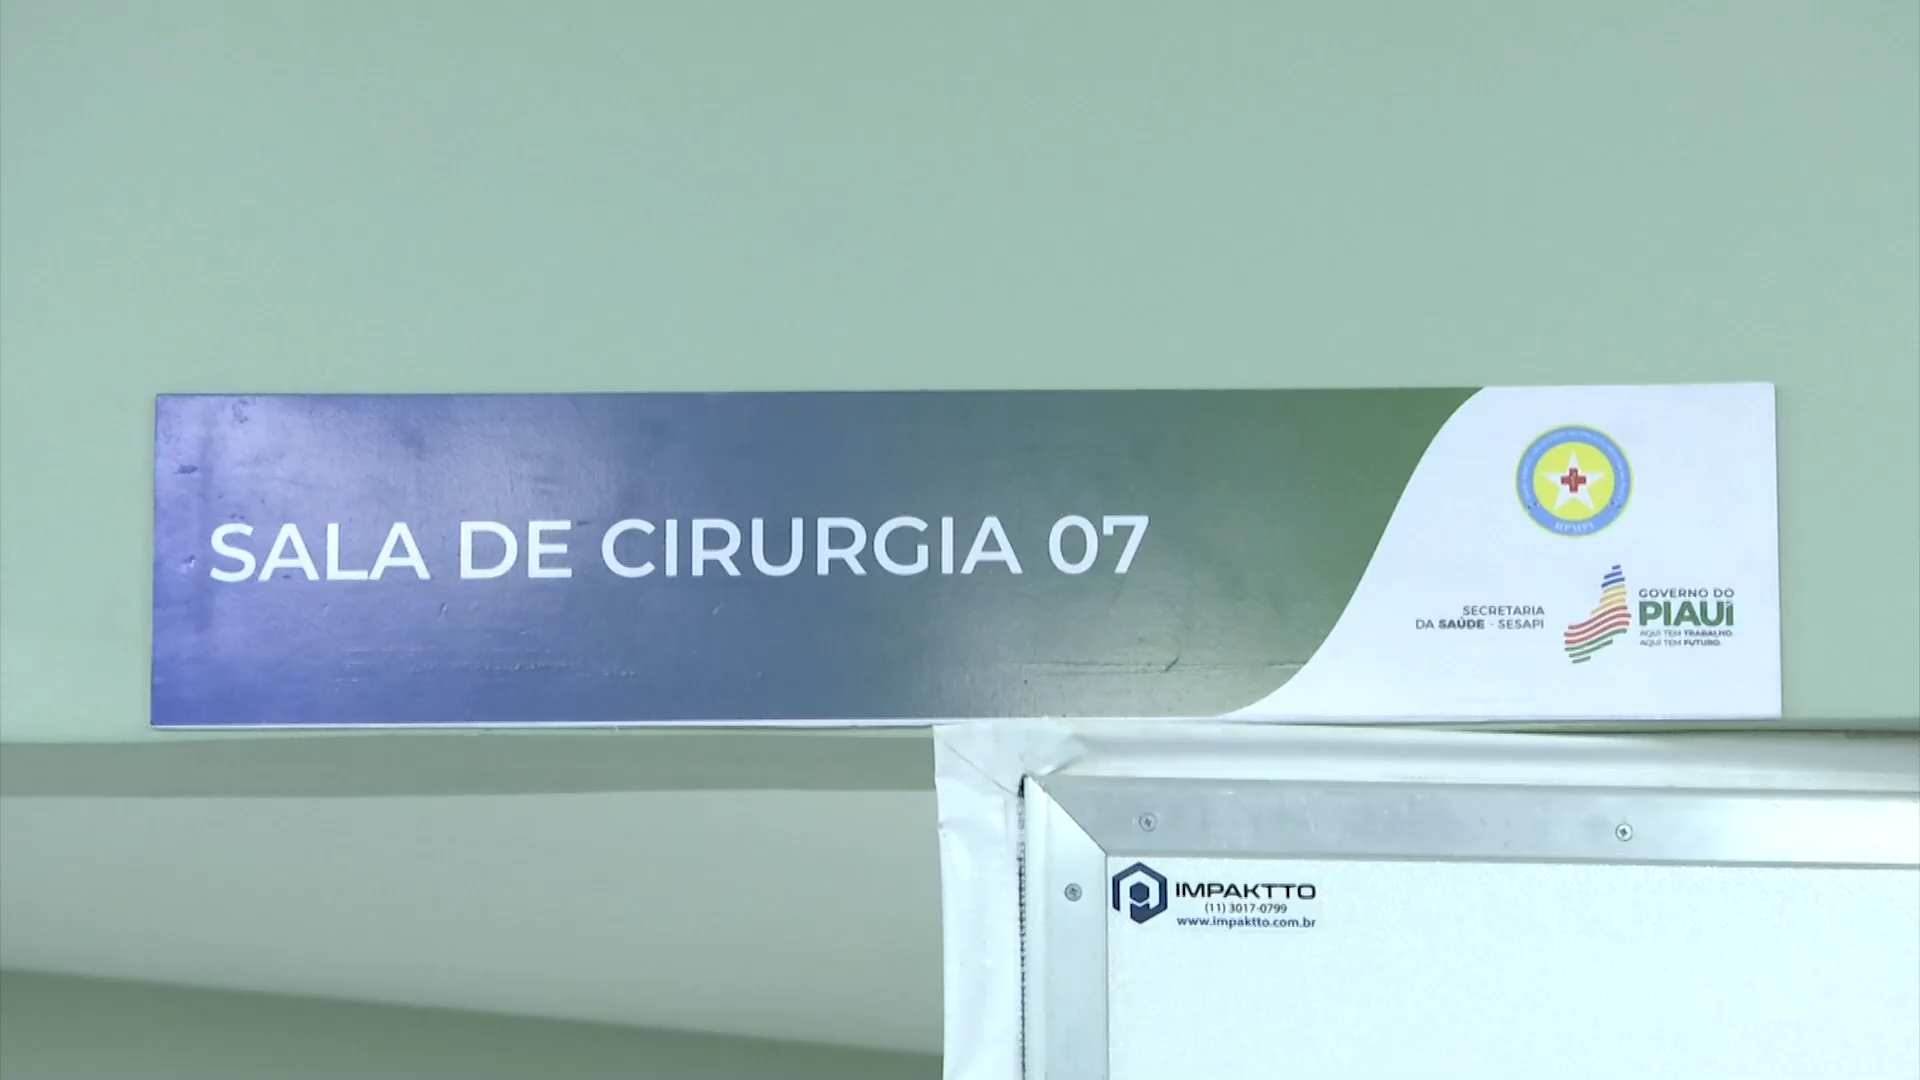 SALA DE CIRURGIA 07
HPMPI
SECRETARIA
DA SAÚDE - SESAPI
GOVERNO DO
PIAUÍ
AQUI TEM TRABALHO.
AQUI TEM FUTURO.
IMPAKTTO
(11) 3017-0799
www.impaktto.com.br